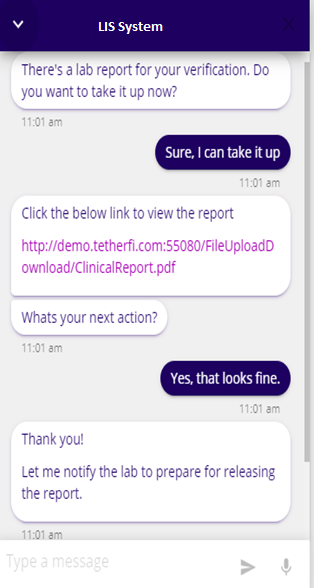 LIS System
There's a lab report for your verification. Do
you want to take it up now?
11:01 am
Sure, I can take it up
11:01 am
Click the below link to view the report
http://demo.tetherfi.com:55080/FileUploadD
ownload/ClinicalReport.pdf
Whats your next action?
11:01 am
Yes, that looks fine.
11:01 am
Thank you!
Let me notify the lab to prepare for releasing
the report.
11:01 am
Type a message